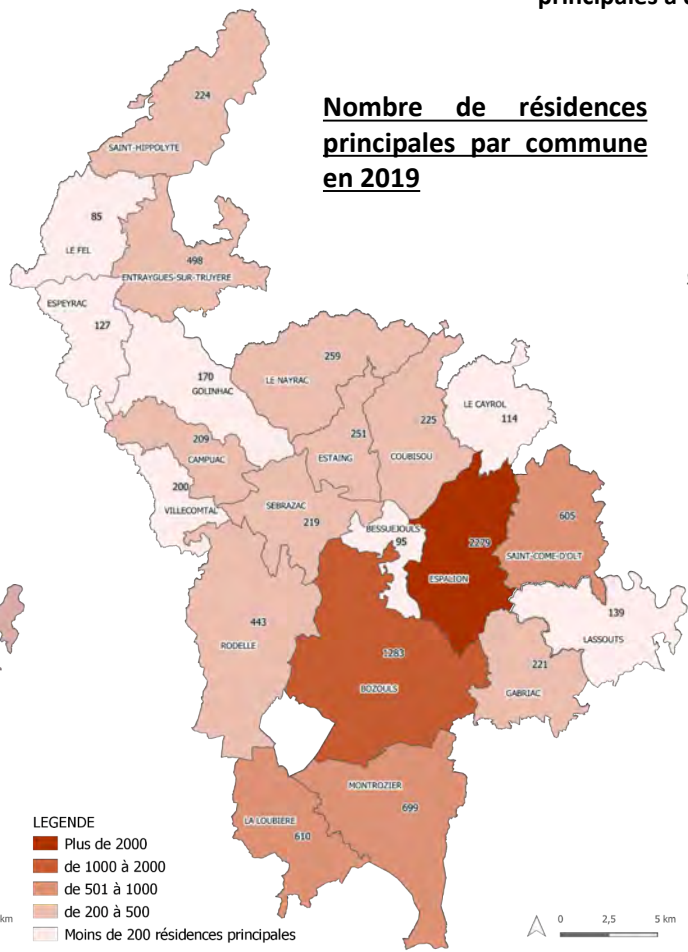 principales à
Nombre de résidences
principales par commune
en 2019
224
SAINT-HIPPOLYTE
85
LE FEL
498
ENTRAYGUES-SUR-TRUYERE
ESPEYRAC
127
259
LE NAYRAC
170
GOLINHAC
LE CAYROL
114
209
CAMPUAC
251
ESTAING
225
COUBISOU
200
VILLECOMTAL
SEBRAZAC
219
BESSUEJOULS
95
2279
ESPALION
605
SAINT-COME-D'OLT
139
LASSOUTS
443
RODELLE
1283
BOZOULS
221
GABRIAC
MONTROZIER
699
LA LOUBIERE
610
LEGENDE
Plus de 2000
de 1000 à 2000
de 501 à 1000
de 200 à 500
Moins de 200 résidences principales
km
0 2,5 5 km